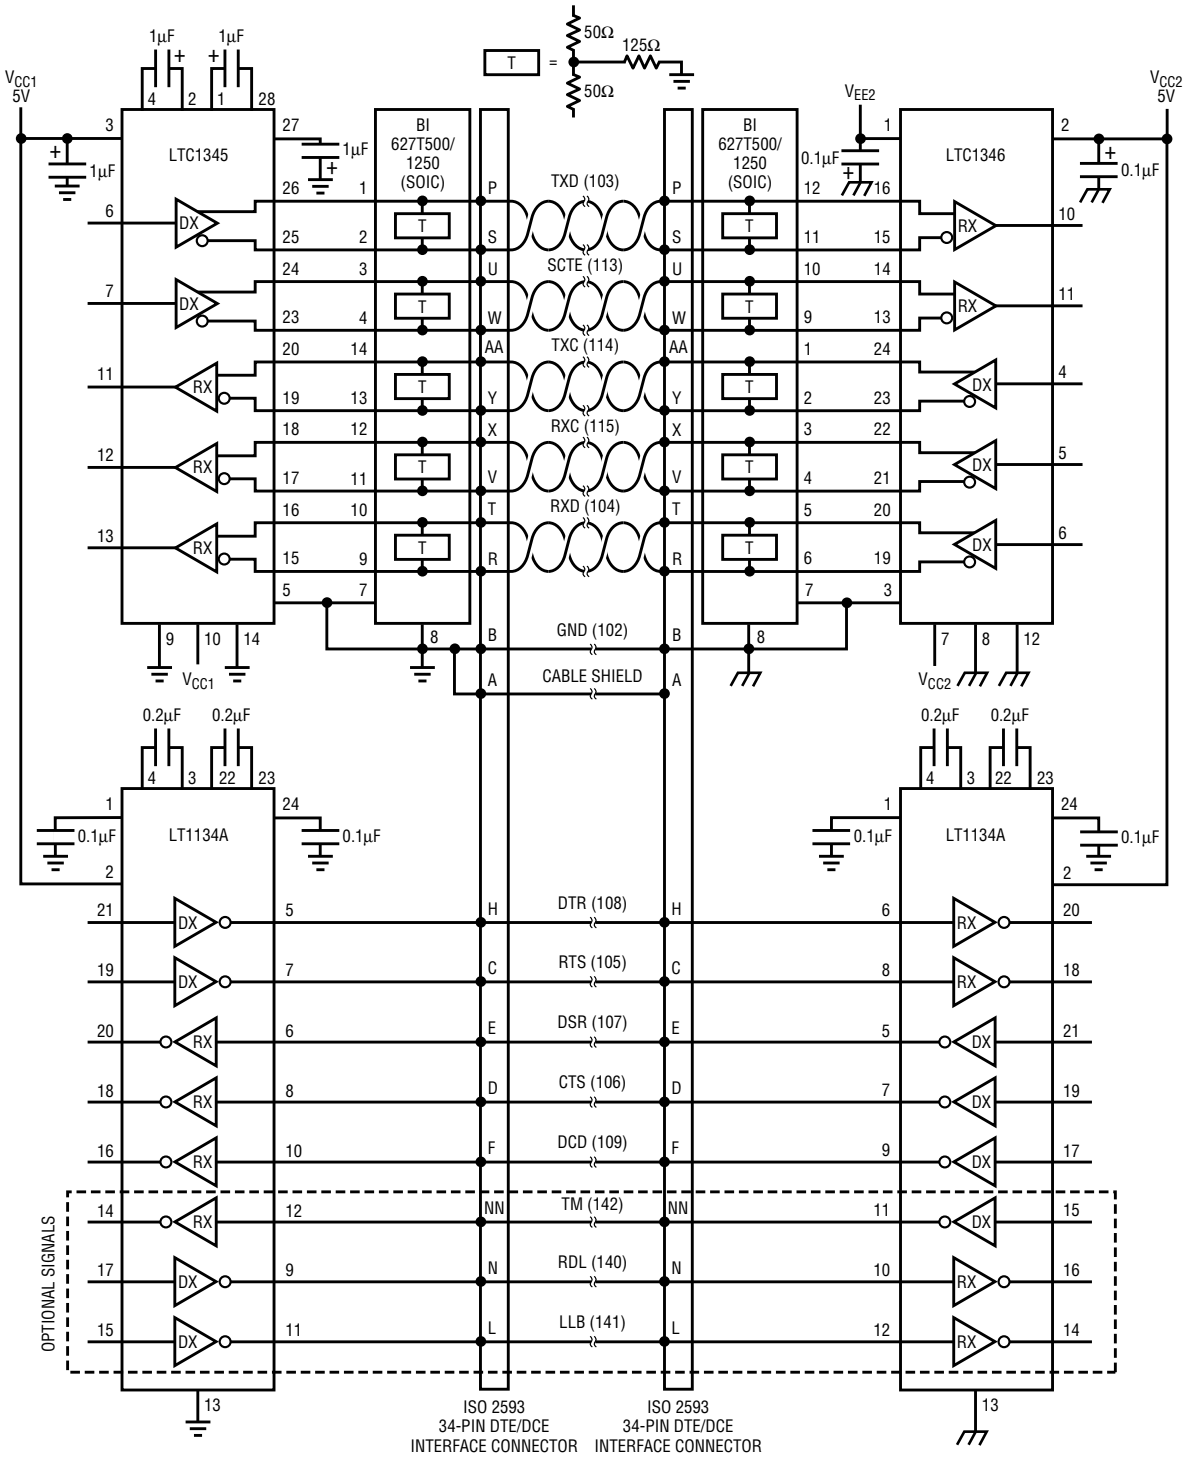 1µF 1µF
50Ω
125Ω
T =
50Ω
VCC1
5V
VEE2
VCC2
5V
4 2 1 28
3 27
LTC1345
+ 1µF
+ + 1µF
+
BI
627T500/
1250
(SOIC)
BI
627T500/
1250
(SOIC)
0.1µF
+
1 2
LTC1346
+
0.1µF
6 DX 26 1 T P TXD (103) P T 12 16 RX 10
25 2 S S 11 15
7 DX 24 3 T U SCTE (113) U T 10 14 RX 11
23 4 W W 9 13
11 RX 20 14 T AA TXC (114) AA T 1 24 DX 4
19 13 Y Y 2 23
12 RX 18 12 T X RXC (115) X T 3 22 DX 5
17 11 V V 4 21
13 RX 16 10 T T RXD (104) T T 5 20 DX 6
15 9 R R 6 19
5 7 7 3
9 10 14 8 B GND (102) B 8 7 8 12
VCC1 A CABLE SHIELD A VCC2
0.2µF 0.2µF 0.2µF 0.2µF
4 3 22 23 4 3 22 23
1 24 1 24
0.1µF LT1134A 0.1µF 0.1µF LT1134A 0.1µF
2 2
21 DX 5 H DTR (108) H 6 RX 20
19 DX 7 C RTS (105) C 8 RX 18
20 RX 6 E DSR (107) E 5 DX 21
18 RX 8 D CTS (106) D 7 DX 19
16 RX 10 F DCD (109) F 9 DX 17
OPTIONAL SIGNALS
14 RX 12 NN TM (142) NN 11 DX 15
17 DX 9 N RDL (140) N 10 RX 16
15 DX 11 L LLB (141) L 12 RX 14
13 13
ISO 2593
34-PIN DTE/DCE
INTERFACE CONNECTOR
ISO 2593
34-PIN DTE/DCE
INTERFACE CONNECTOR